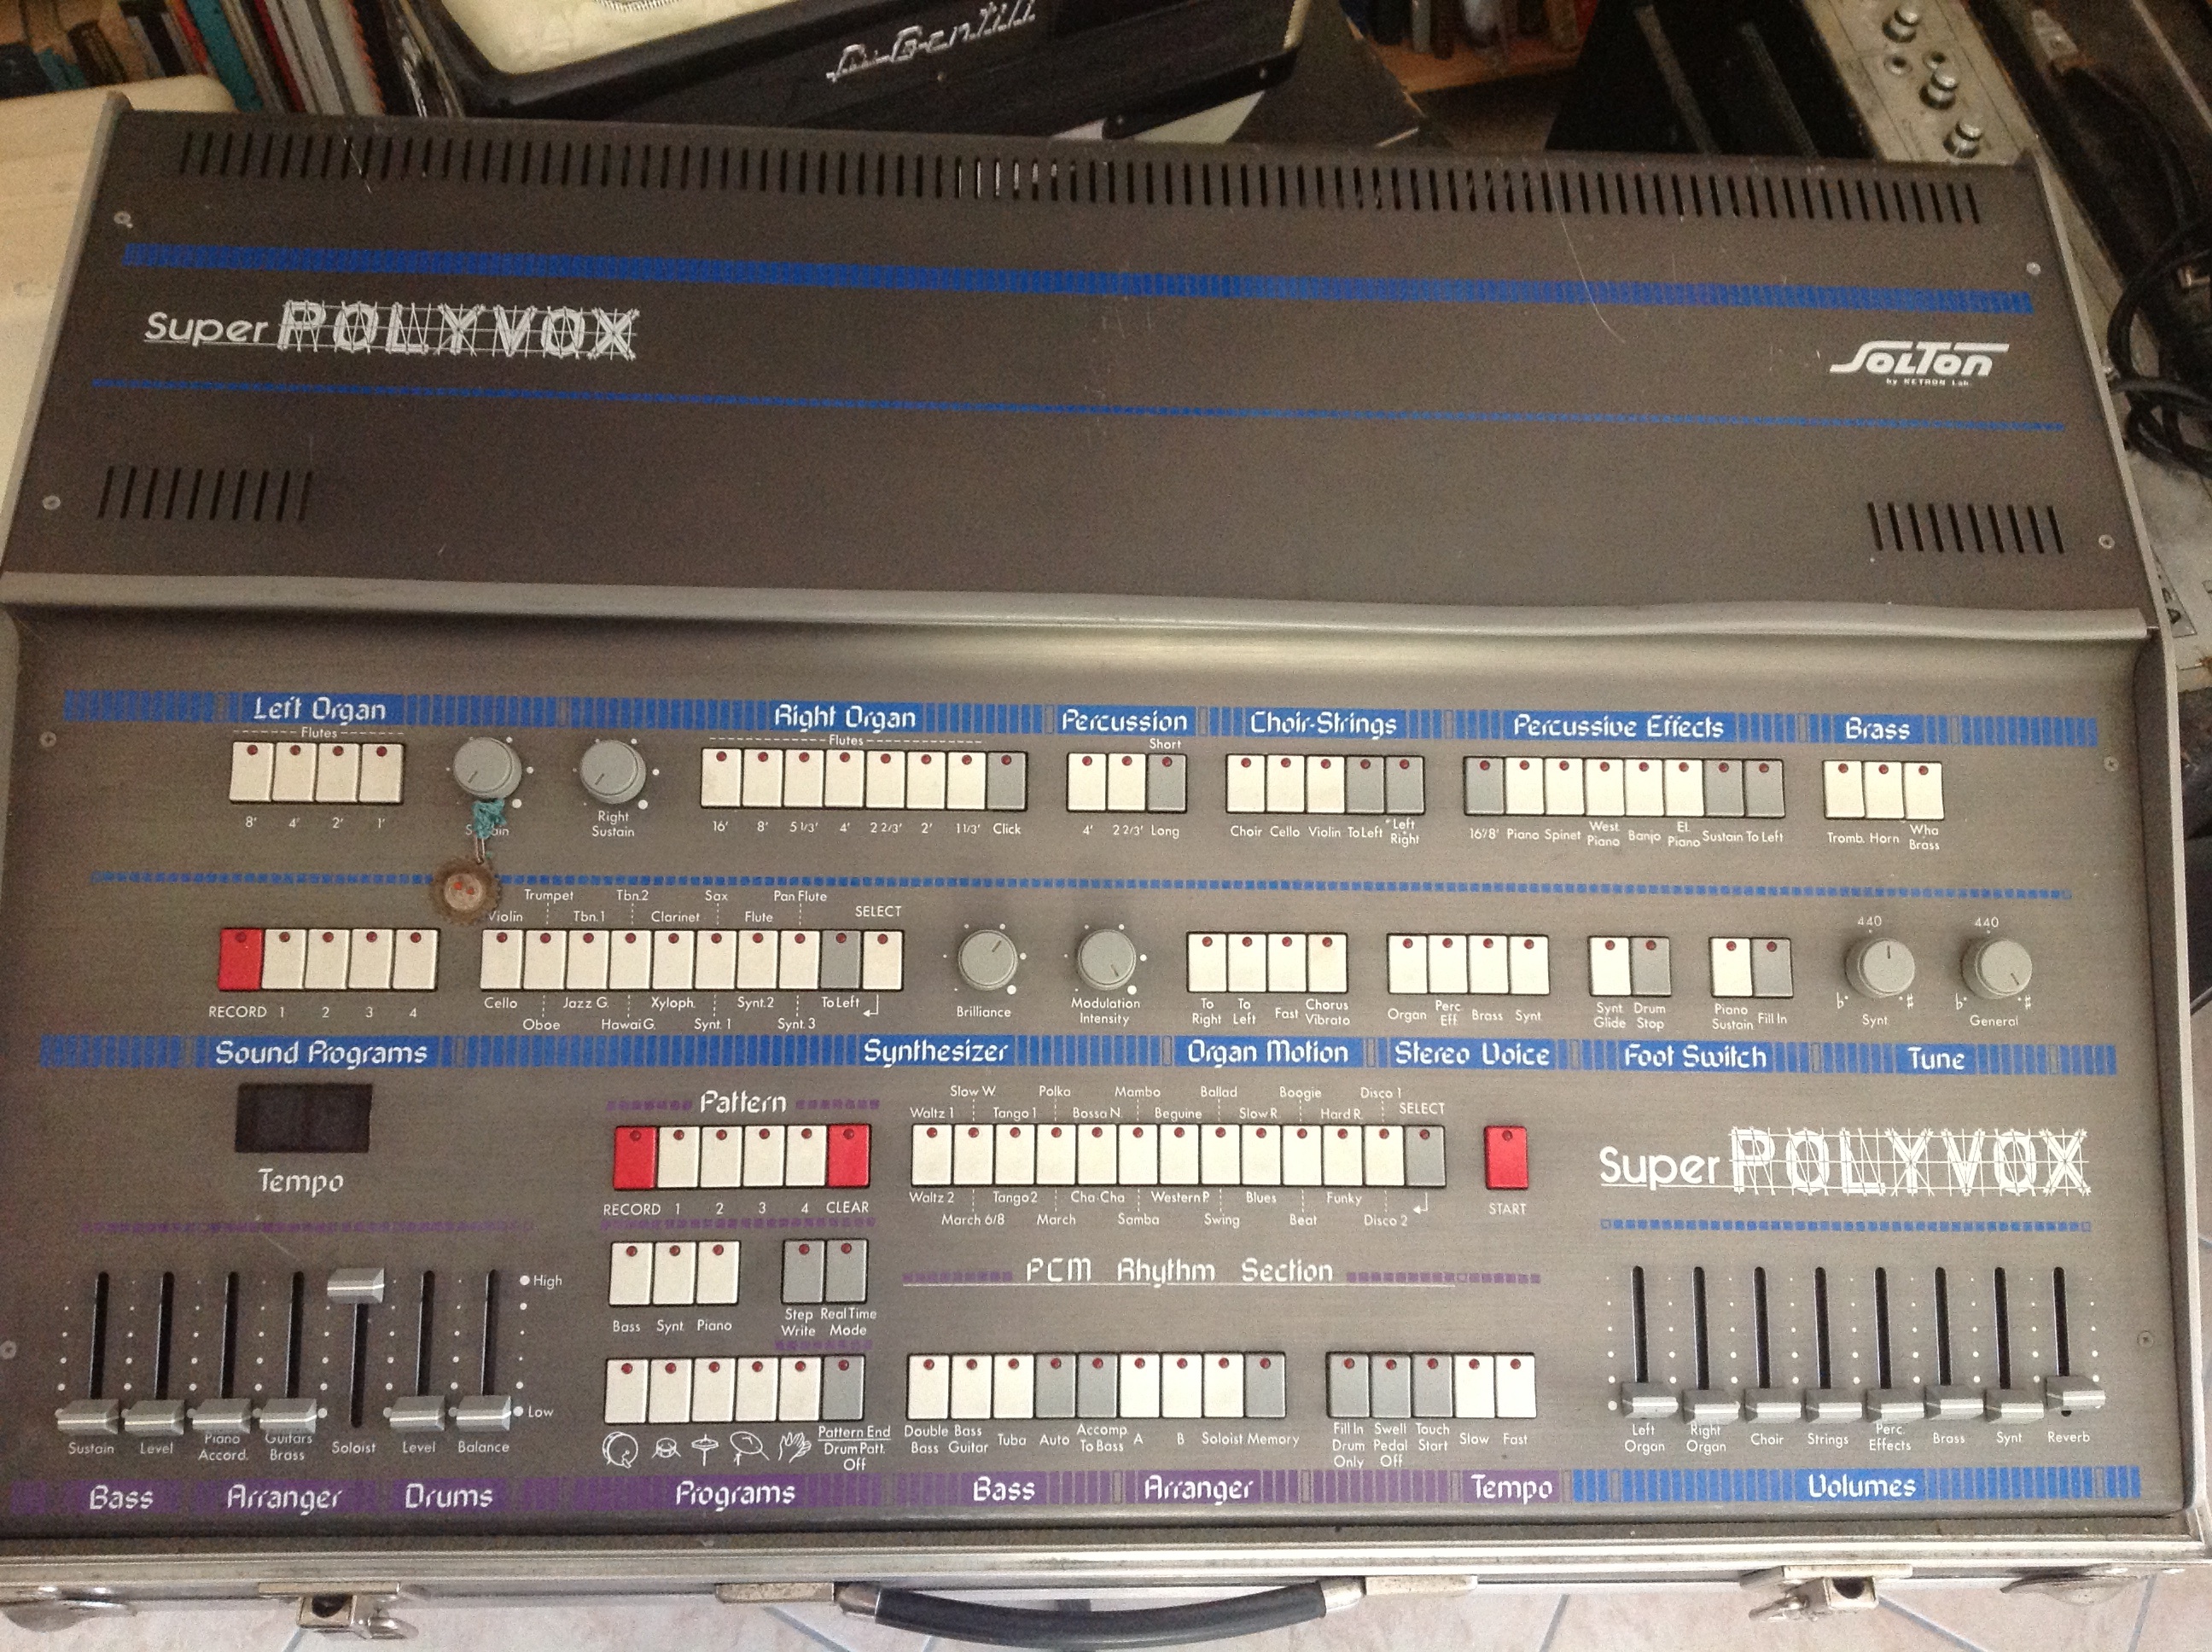 Super POLYVOX
SOLTON
by KETRON Lab.
Left Organ
Right Organ
Percussion
Choir-Strings
Percussive Effects
Brass
Flutes
Flutes
Short
8' 4' 2' 1'
Right
Sustain
16' 8' 5 1/3' 4' 2 2/3' 2' 1 1/3' Click
4' 2 2/3' Long
Choir Cello Violin To Left Left Right
16'/8' Piano Spinet West. Piano Banjo El. Piano Sustain To Left
Tromb. Horn Wha Brass
Trumpet Tbn.2 Sax Pan Flute
Violin Tbn.1 Clarinet Flute SELECT
440 440
RECORD 1 2 3 4
Cello Jazz G. Xyloph. Synt.2 To Left
Oboe Hawai G. Synt. 1 Synt. 3
Brilliance
Modulation
Intensity
To Right To Left Fast Chorus Vibrato
Organ Perc. Eff Brass Synt
Synt Glide Drum Stop
Piano Sustain Fill In
♭ ♯ ♭ ♯
Synt General
Sound Programs
Synthesizer
Organ Motion
Stereo Voice
Foot Switch
Tune
Tempo
Pattern
RECORD 1 2 3 4 CLEAR
Slow W. Polka Mambo Ballad Boogie Disco 1
Waltz 1 Tango 1 Bossa N. Beguine Slow R. Hard R. SELECT
Waltz 2 Tango 2 Cha-Cha Western P. Blues Funky
March 6/8 March Samba Swing Beat Disco 2
START
Super POLYVOX
PCM Rhythm Section
Bass Synt. Piano
Step Write Real Time Mode
High
Low
Sustain Level Piano Accord. Guitars Brass Soloist Level Balance
Pattern End
Drum Patt.
Off
Double Bass Bass Guitar Tuba Auto Accomp. To Bass A B Soloist Memory
Fill In Drum Only Swell Pedal Off Touch Start Slow Fast
Left Organ Right Organ Choir Strings Perc. Effects Brass Synt Reverb
Bass
Arranger
Drums
Programs
Bass
Arranger
Tempo
Volumes